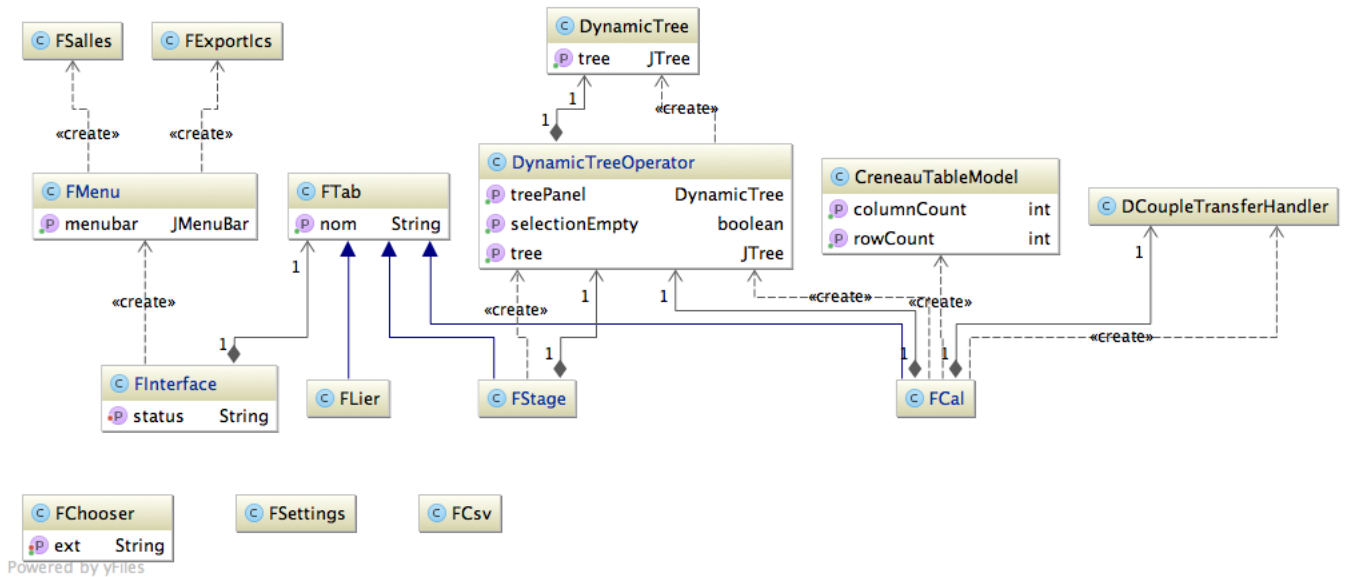 C FSalles
C FExportIcs
C DynamicTree
P tree JTree
1
«create»
1
«create»
«create»
C FMenu
P menubar JMenuBar
C FTab
P nom String
C DynamicTreeOperator
P treePanel DynamicTree
P selectionEmpty boolean
P tree JTree
C CreneauTableModel
P columnCount int
P rowCount int
C DCoupleTransferHandler
1
1
1
1
«create»
«create»
«create»
«create»
«create»
1
1
1
1
C FInterface
P status String
C FLier
C FStage
C FCal
C FChooser
P ext String
C FSettings
C FCsv
Powered by yFiles